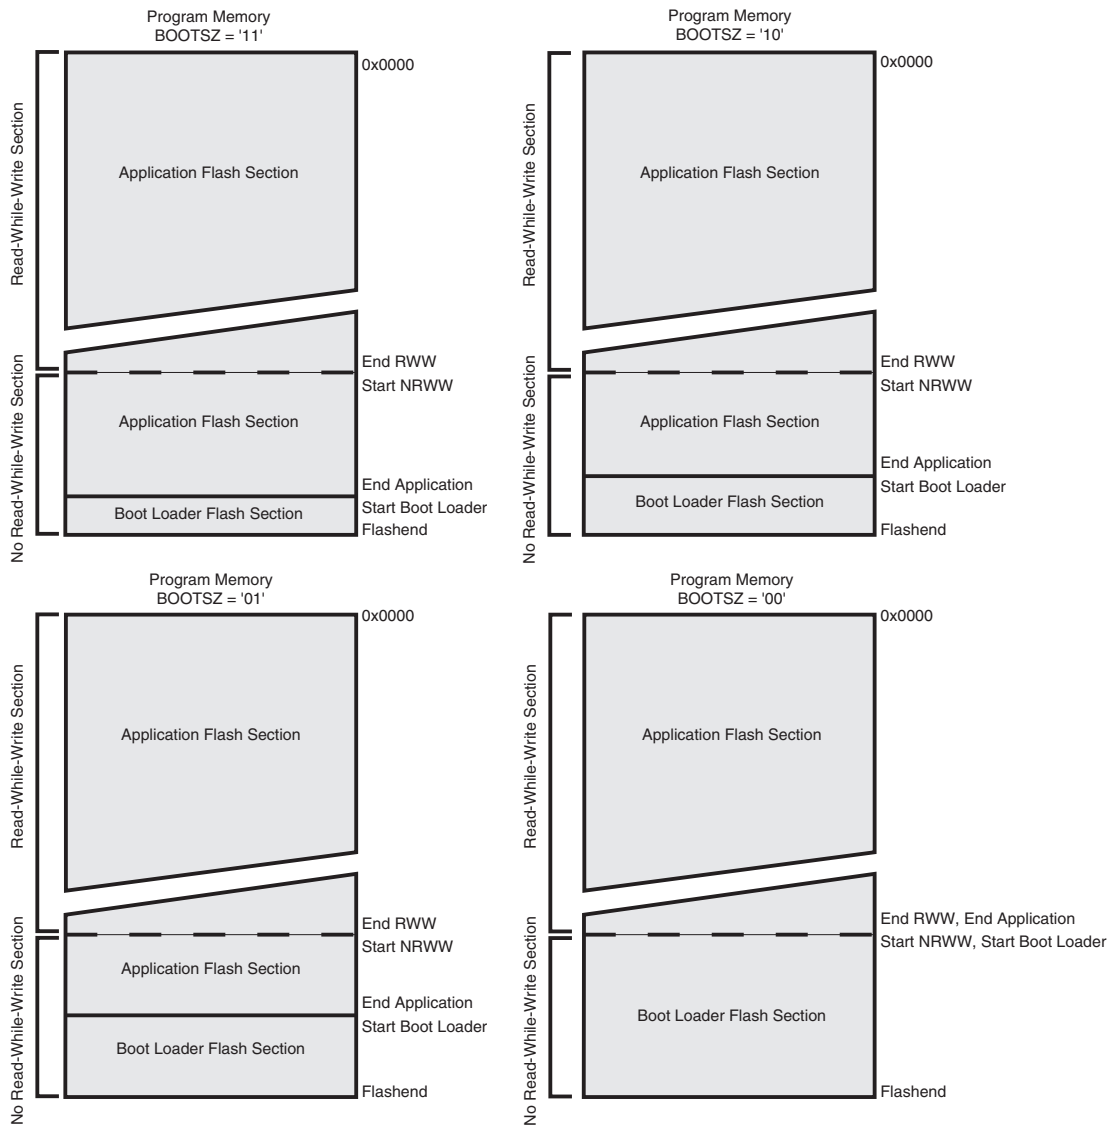 Program Memory
BOOTSZ = '11'
0x0000
Read-While-Write Section
Application Flash Section
End RWW
Start NRWW
No Read-While-Write Section
Application Flash Section
End Application
Start Boot Loader
Boot Loader Flash Section
Flashend
Program Memory
BOOTSZ = '10'
0x0000
Read-While-Write Section
Application Flash Section
End RWW
Start NRWW
No Read-While-Write Section
Application Flash Section
End Application
Start Boot Loader
Boot Loader Flash Section
Flashend
Program Memory
BOOTSZ = '01'
0x0000
Read-While-Write Section
Application Flash Section
End RWW
Start NRWW
No Read-While-Write Section
Application Flash Section
End Application
Start Boot Loader
Boot Loader Flash Section
Flashend
Program Memory
BOOTSZ = '00'
0x0000
Read-While-Write Section
Application Flash Section
End RWW, End Application
Start NRWW, Start Boot Loader
No Read-While-Write Section
Boot Loader Flash Section
Flashend